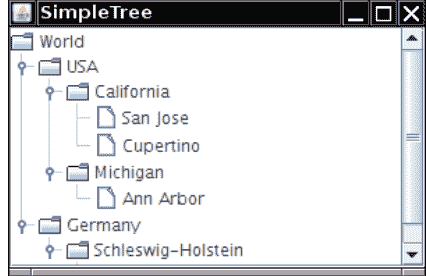 SimpleTree
World
USA
California
San Jose
Cupertino
Michigan
Ann Arbor
Germany
Schleswig-Holstein